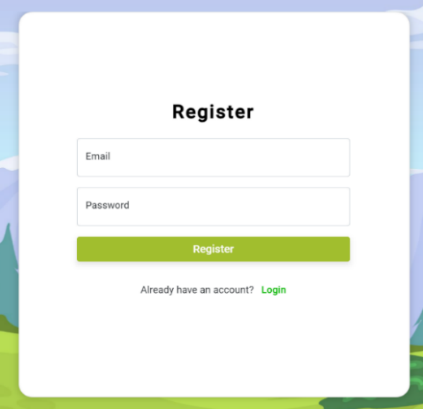 Register
Email
Password
Register
Already have an account? Login